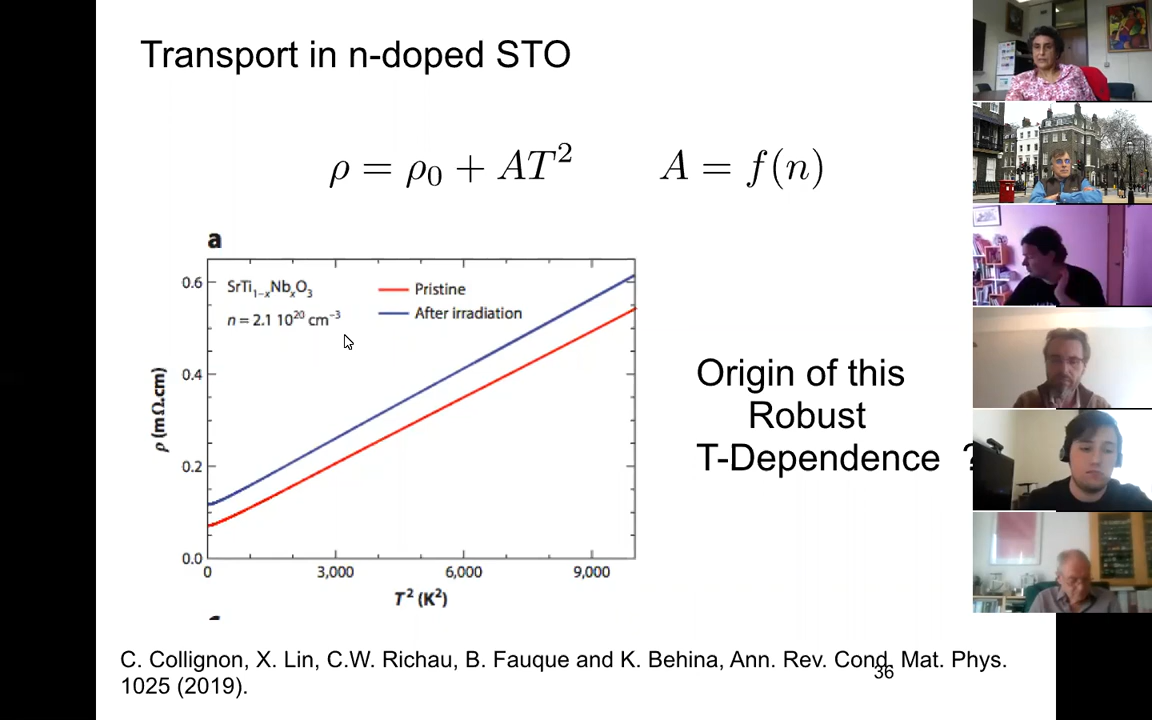 Transport in n-doped STO
ρ = ρ₀ + AT²    A = f(n)
a
SrTi₁₋ₓNbₓO₃
n = 2.1 10²⁰ cm⁻³
Pristine
After irradiation
0.6
0.4
0.2
0.0
ρ (mΩ.cm)
0 3,000 6,000 9,000
T² (K²)
Origin of this
Robust
T-Dependence ?
C. Collignon, X. Lin, C.W. Richau, B. Fauque and K. Behina, Ann. Rev. Cond. Mat. Phys.
1025 (2019).
36